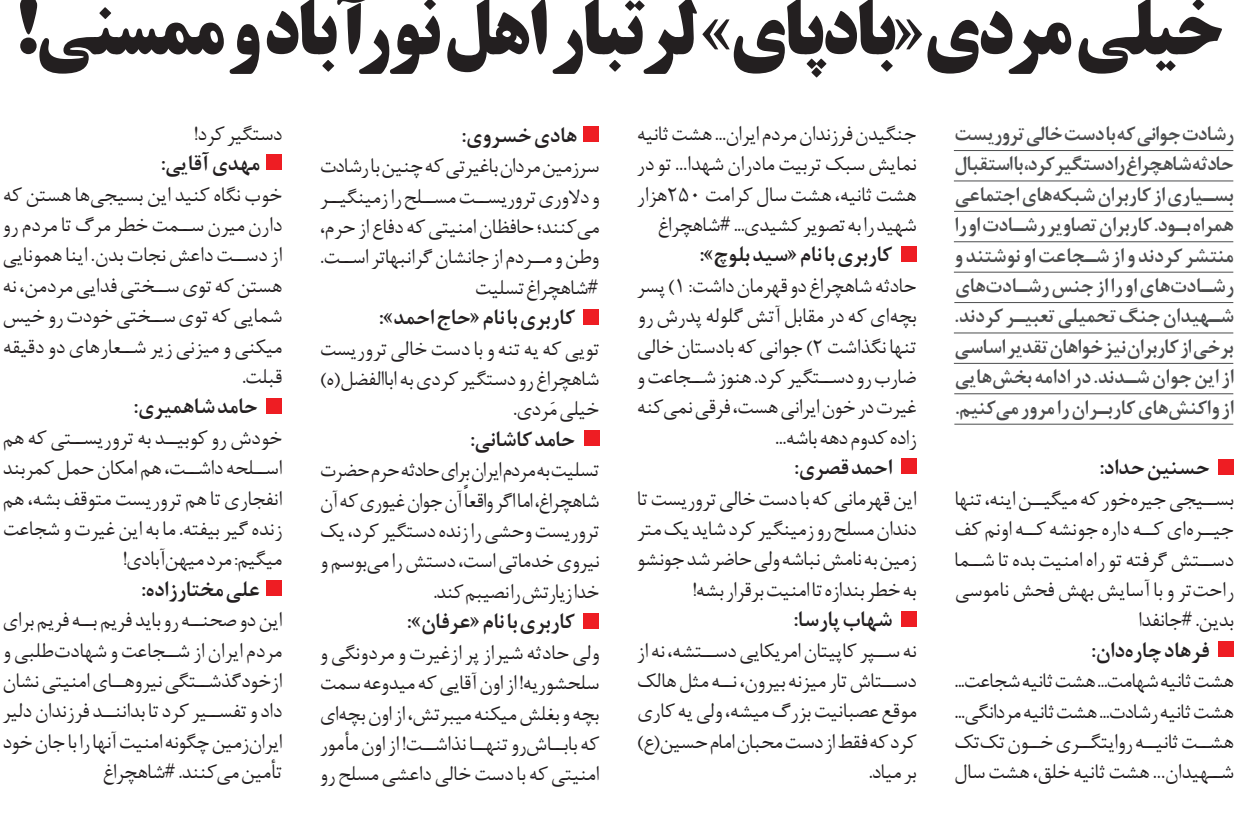 خیلی مردی «بادپای» لر تبار اهل نورآباد و ممسنی!
رشادت جوانی که با دست خالی تروریست
حادثه شاهچراغ را دستگیر کرد، با استقبال
بسیاری از کاربران شبکه‌های اجتماعی
همراه بود. کاربران تصاویر رشادت او را
منتشر کردند و از شجاعت او نوشتند و
رشادت‌های او را از جنس رشادت‌های
شهیدان جنگ تحمیلی تعبیر کردند.
برخی از کاربران نیز خواهان تقدیر اساسی
از این جوان شدند. در ادامه بخش‌هایی
از واکنش‌های کاربران را مرور می‌کنیم.
حسنین حداد:
بسیجی جیره‌خور که میگین اینه، تنها
جیره‌ای که داره جونشه که اونم کف
دستش گرفته تو راه امنیت بده تا شما
راحت‌تر و با آسایش بهش فحش ناموسی
بدین. #جانفدا
فرهاد چاره‌دان:
هشت ثانیه شهامت... هشت ثانیه شجاعت...
هشت ثانیه رشادت... هشت ثانیه مردانگی...
هشت ثانیه روایتگری خون تک‌تک
شهیدان... هشت ثانیه خلق، هشت سال
جنگیدن فرزندان مردم ایران... هشت ثانیه
نمایش سبک تربیت مادران شهدا... تو در
هشت ثانیه، هشت سال کرامت ۲۵۰هزار
شهید را به تصویر کشیدی... #شاهچراغ
کاربری با نام «سید بلوچ»:
حادثه شاهچراغ دو قهرمان داشت: ۱) پسر
بچه‌ای که در مقابل آتش گلوله پدرش رو
تنها نگذاشت ۲) جوانی که بادستان خالی
ضارب رو دستگیر کرد. هنوز شجاعت و
غیرت در خون ایرانی هست، فرقی نمی‌کنه
زاده کدوم دهه باشه...
احمد قصری:
این قهرمانی که با دست خالی تروریست تا
دندان مسلح رو زمینگیر کرد شاید یک متر
زمین به نامش نباشه ولی حاضر شد جونشو
به خطر بندازه تا امنیت برقرار بشه!
شهاب پارسا:
نه سپر کاپیتان امریکایی دستشه، نه از
دستاش تار میزنه بیرون، نه مثل هالک
موقع عصبانیت بزرگ میشه، ولی یه کاری
کرد که فقط از دست محبان امام حسین(ع)
بر میاد.
هادی خسروی:
سرزمین مردان باغیرتی که چنین با رشادت
و دلاوری تروریست مسلح را زمینگیر
می‌کنند؛ حافظان امنیتی که دفاع از حرم،
وطن و مردم از جانشان گرانبهاتر است.
#شاهچراغ تسلیت
کاربری با نام «حاج احمد»:
تویی که یه تنه و با دست خالی تروریست
شاهچراغ رو دستگیر کردی به اباالفضل(ه)
خیلی مَردی.
حامد کاشانی:
تسلیت به مردم ایران برای حادثه حرم حضرت
شاهچراغ، اما اگر واقعاً آن جوان غیوری که آن
تروریست وحشی را زنده دستگیر کرد، یک
نیروی خدماتی است، دستش را می‌بوسم و
خدا زیارتش را نصیبم کند.
کاربری با نام «عرفان»:
ولی حادثه شیراز پر از غیرت و مردونگی و
سلحشوریه! از اون آقایی که میدوعه سمت
بچه و بغلش میکنه میبرتش، از اون بچه‌ای
که باباش رو تنها نذاشت! از اون مأمور
امنیتی که با دست خالی داعشی مسلح رو
دستگیر کرد!
مهدی آقایی:
خوب نگاه کنید این بسیجی‌ها هستن که
دارن میرن سمت خطر مرگ تا مردم رو
از دست داعش نجات بدن. اینا همونایی
هستن که توی سختی فدایی مردمن، نه
شمایی که توی سختی خودت رو خیس
میکنی و میزنی زیر شعارهای دو دقیقه
قبلت.
حامد شاهمیری:
خودش رو کوبید به تروریستی که هم
اسلحه داشت، هم امکان حمل کمربند
انفجاری تا هم تروریست متوقف بشه، هم
زنده گیر بیفته. ما به این غیرت و شجاعت
میگیم: مرد میهن‌آبادی!
علی مختارزاده:
این دو صحنه رو باید فریم به فریم برای
مردم ایران از شجاعت و شهادت‌طلبی و
ازخودگذشتگی نیروهای امنیتی نشان
داد و تفسیر کرد تا بدانند فرزندان دلیر
ایران‌زمین چگونه امنیت آنها را با جان خود
تأمین می‌کنند. #شاهچراغ